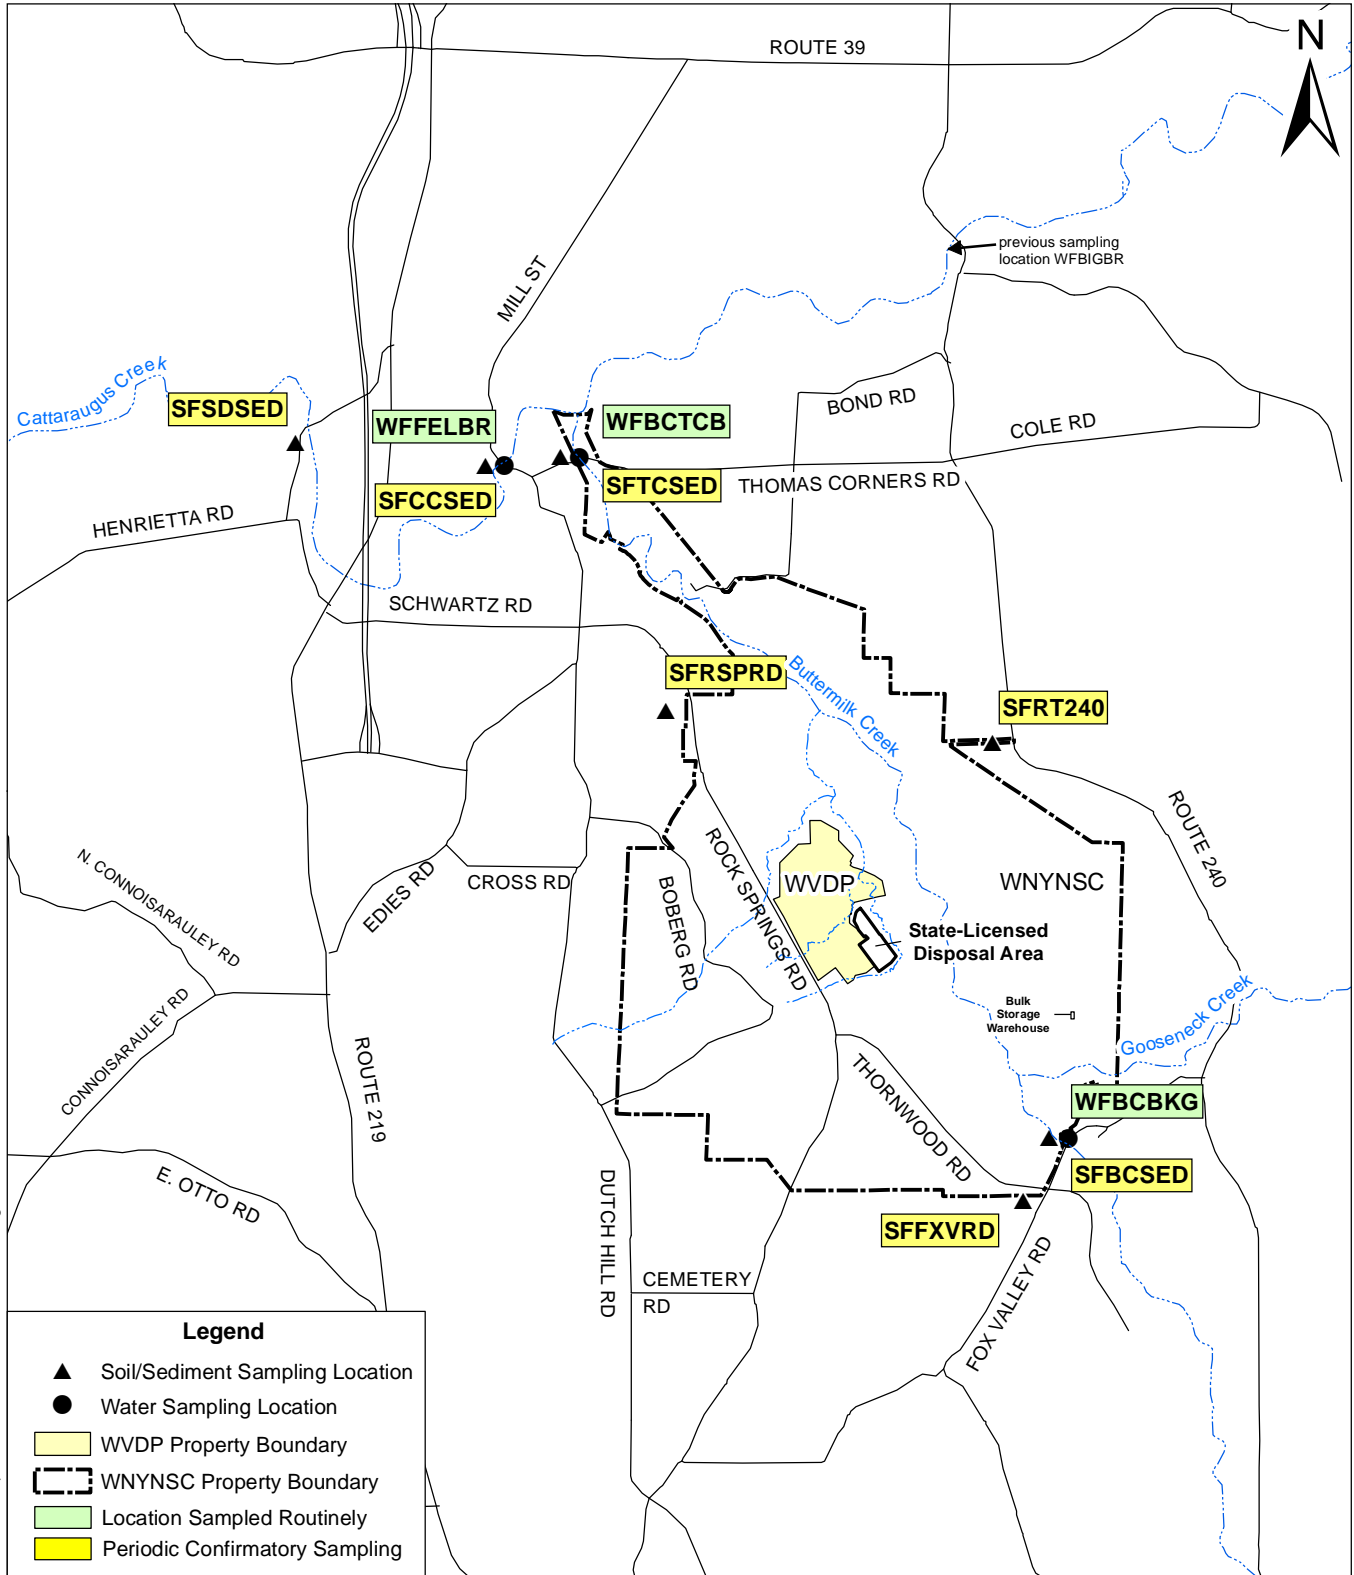 ROUTE 39
N
previous sampling
location WFBIGBR
MILL ST
Cattaraugus Creek
SFSDSED
WFFELBR
WFBCTCB
BOND RD
COLE RD
SFCCSED
SFTCSED
THOMAS CORNERS RD
HENRIETTA RD
SCHWARTZ RD
SFRSPRD
Buttermilk Creek
SFRT240
ROUTE 240
N. CONNOISARAULEY RD
EDIES RD
CROSS RD
BOBERG RD
ROCK SPRINGS RD
WVDP
WNYNSC
State-Licensed
Disposal Area
Bulk
Storage
Warehouse
Gooseneck Creek
CONNOISARAULEY RD
ROUTE 219
THORNWOOD RD
WFBCBKG
E. OTTO RD
DUTCH HILL RD
SFBCSED
SFFXVRD
CEMETERY
RD
FOX VALLEY RD
Legend
Soil/Sediment Sampling Location
Water Sampling Location
WVDP Property Boundary
WNYNSC Property Boundary
Location Sampled Routinely
Periodic Confirmatory Sampling